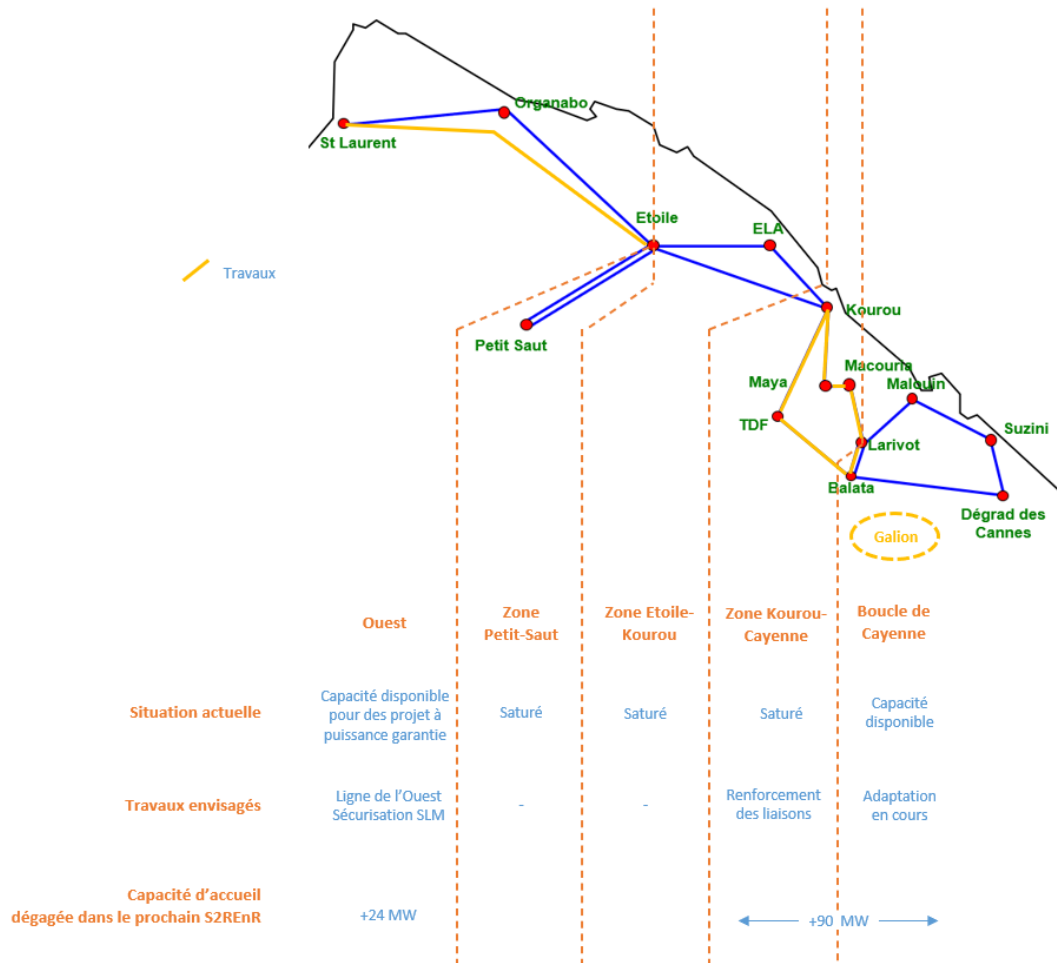 Organabo
St Laurent
Etoile
ELA
Travaux
Kourou
Petit Saut
Maya
Macouria
Malouin
TDF
Suzini
Larivot
Balata
Dégrad des
Cannes
Galion
Ouest
Zone
Petit-Saut
Zone Etoile-
Kourou
Zone Kourou-
Cayenne
Boucle de
Cayenne
Situation actuelle
Capacité disponible
pour des projet à
puissance garantie
Saturé
Saturé
Saturé
Capacité
disponible
Travaux envisagés
Ligne de l'Ouest
Sécurisation SLM
-
-
Renforcement
des liaisons
Adaptation
en cours
Capacité d'accueil
dégagée dans le prochain S2REnR
+24 MW
+90 MW